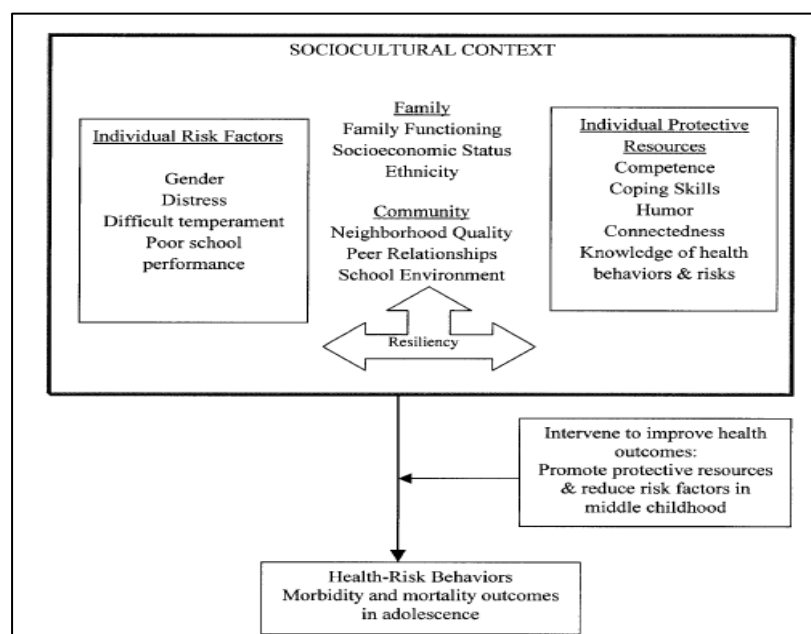 SOCIOCULTURAL CONTEXT
Individual Risk Factors
Gender
Distress
Difficult temperament
Poor school
performance
Family
Family Functioning
Socioeconomic Status
Ethnicity
Community
Neighborhood Quality
Peer Relationships
School Environment
Resiliency
Individual Protective
Resources
Competence
Coping Skills
Humor
Connectedness
Knowledge of health
behaviors & risks
Intervene to improve health
outcomes:
Promote protective resources
& reduce risk factors in
middle childhood
Health-Risk Behaviors
Morbidity and mortality outcomes
in adolescence